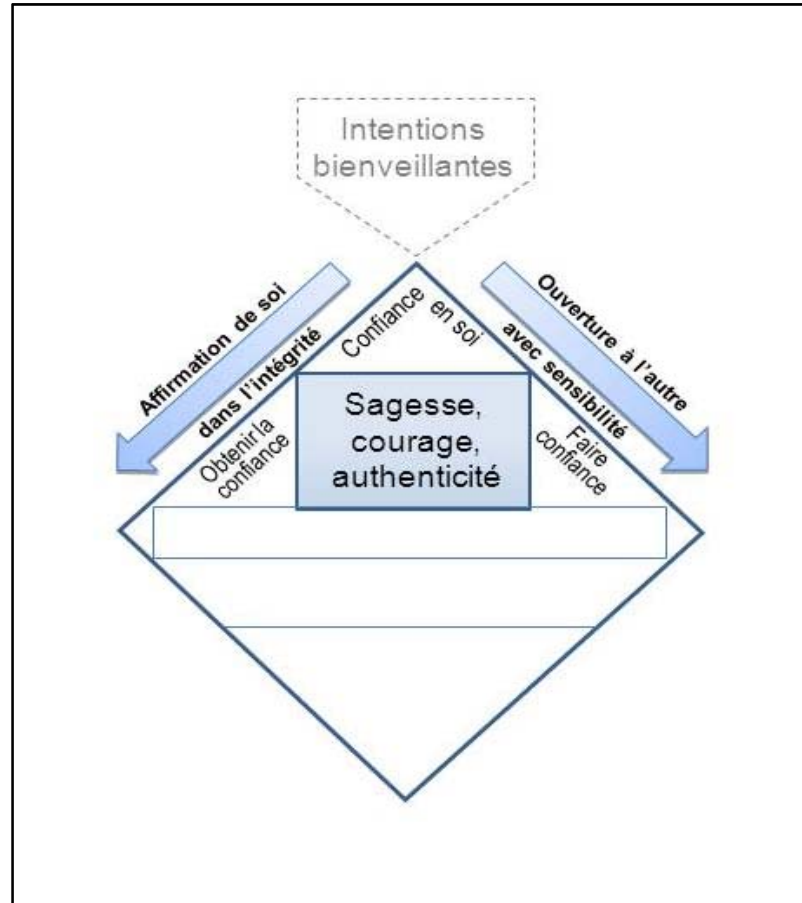 Intentions
bienveillantes
Affirmation de soi
dans l’intégrité
Ouverture à l’autre
avec sensibilité
Confiance en soi
Obtenir la
confiance
Sagesse,
courage,
authenticité
Faire
confiance